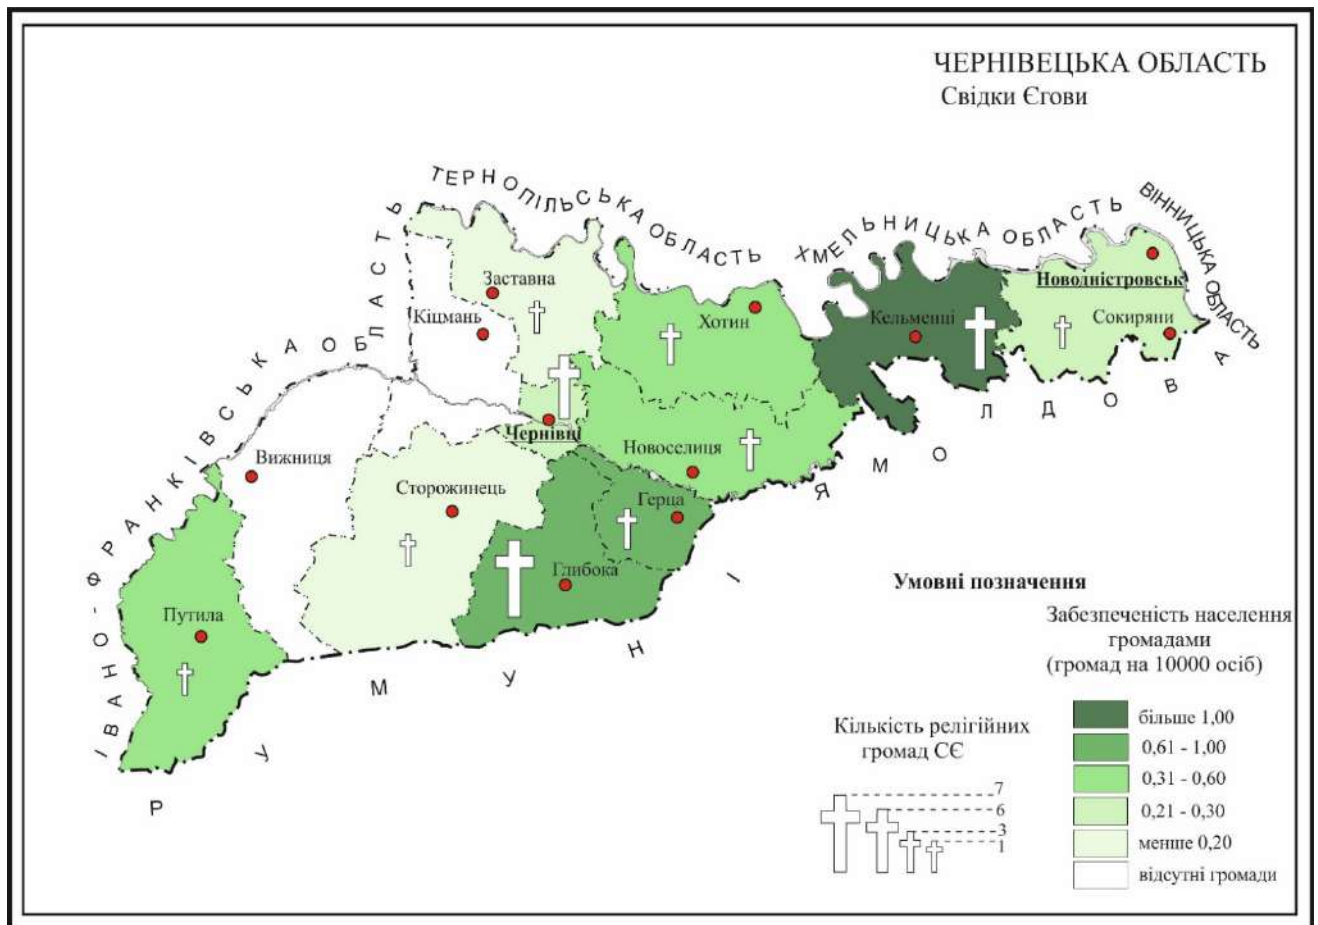 ЧЕРНІВЕЦЬКА ОБЛАСТЬ
Свідки Єгови
ТЕРНОПІЛЬСЬКА ОБЛАСТЬ
ХМЕЛЬНИЦЬКА ОБЛАСТЬ
ВІННИЦЬКА ОБЛАСТЬ
ІВАНО-ФРАНКІВСЬКА ОБЛАСТЬ
МОЛДОВА
РУМУНІЯ
Заставна
Кіцмань
Хотин
Кельменці
Новодністровськ
Сокиряни
Чернівці
Новоселиця
Вижниця
Сторожинець
Герца
Глибока
Путила
Умовні позначення
Забезпеченість населення
громадами
(громад на 10000 осіб)
більше 1,00
0,61 - 1,00
0,31 - 0,60
0,21 - 0,30
менше 0,20
відсутні громади
Кількість релігійних
громад СЄ
7
6
3
1